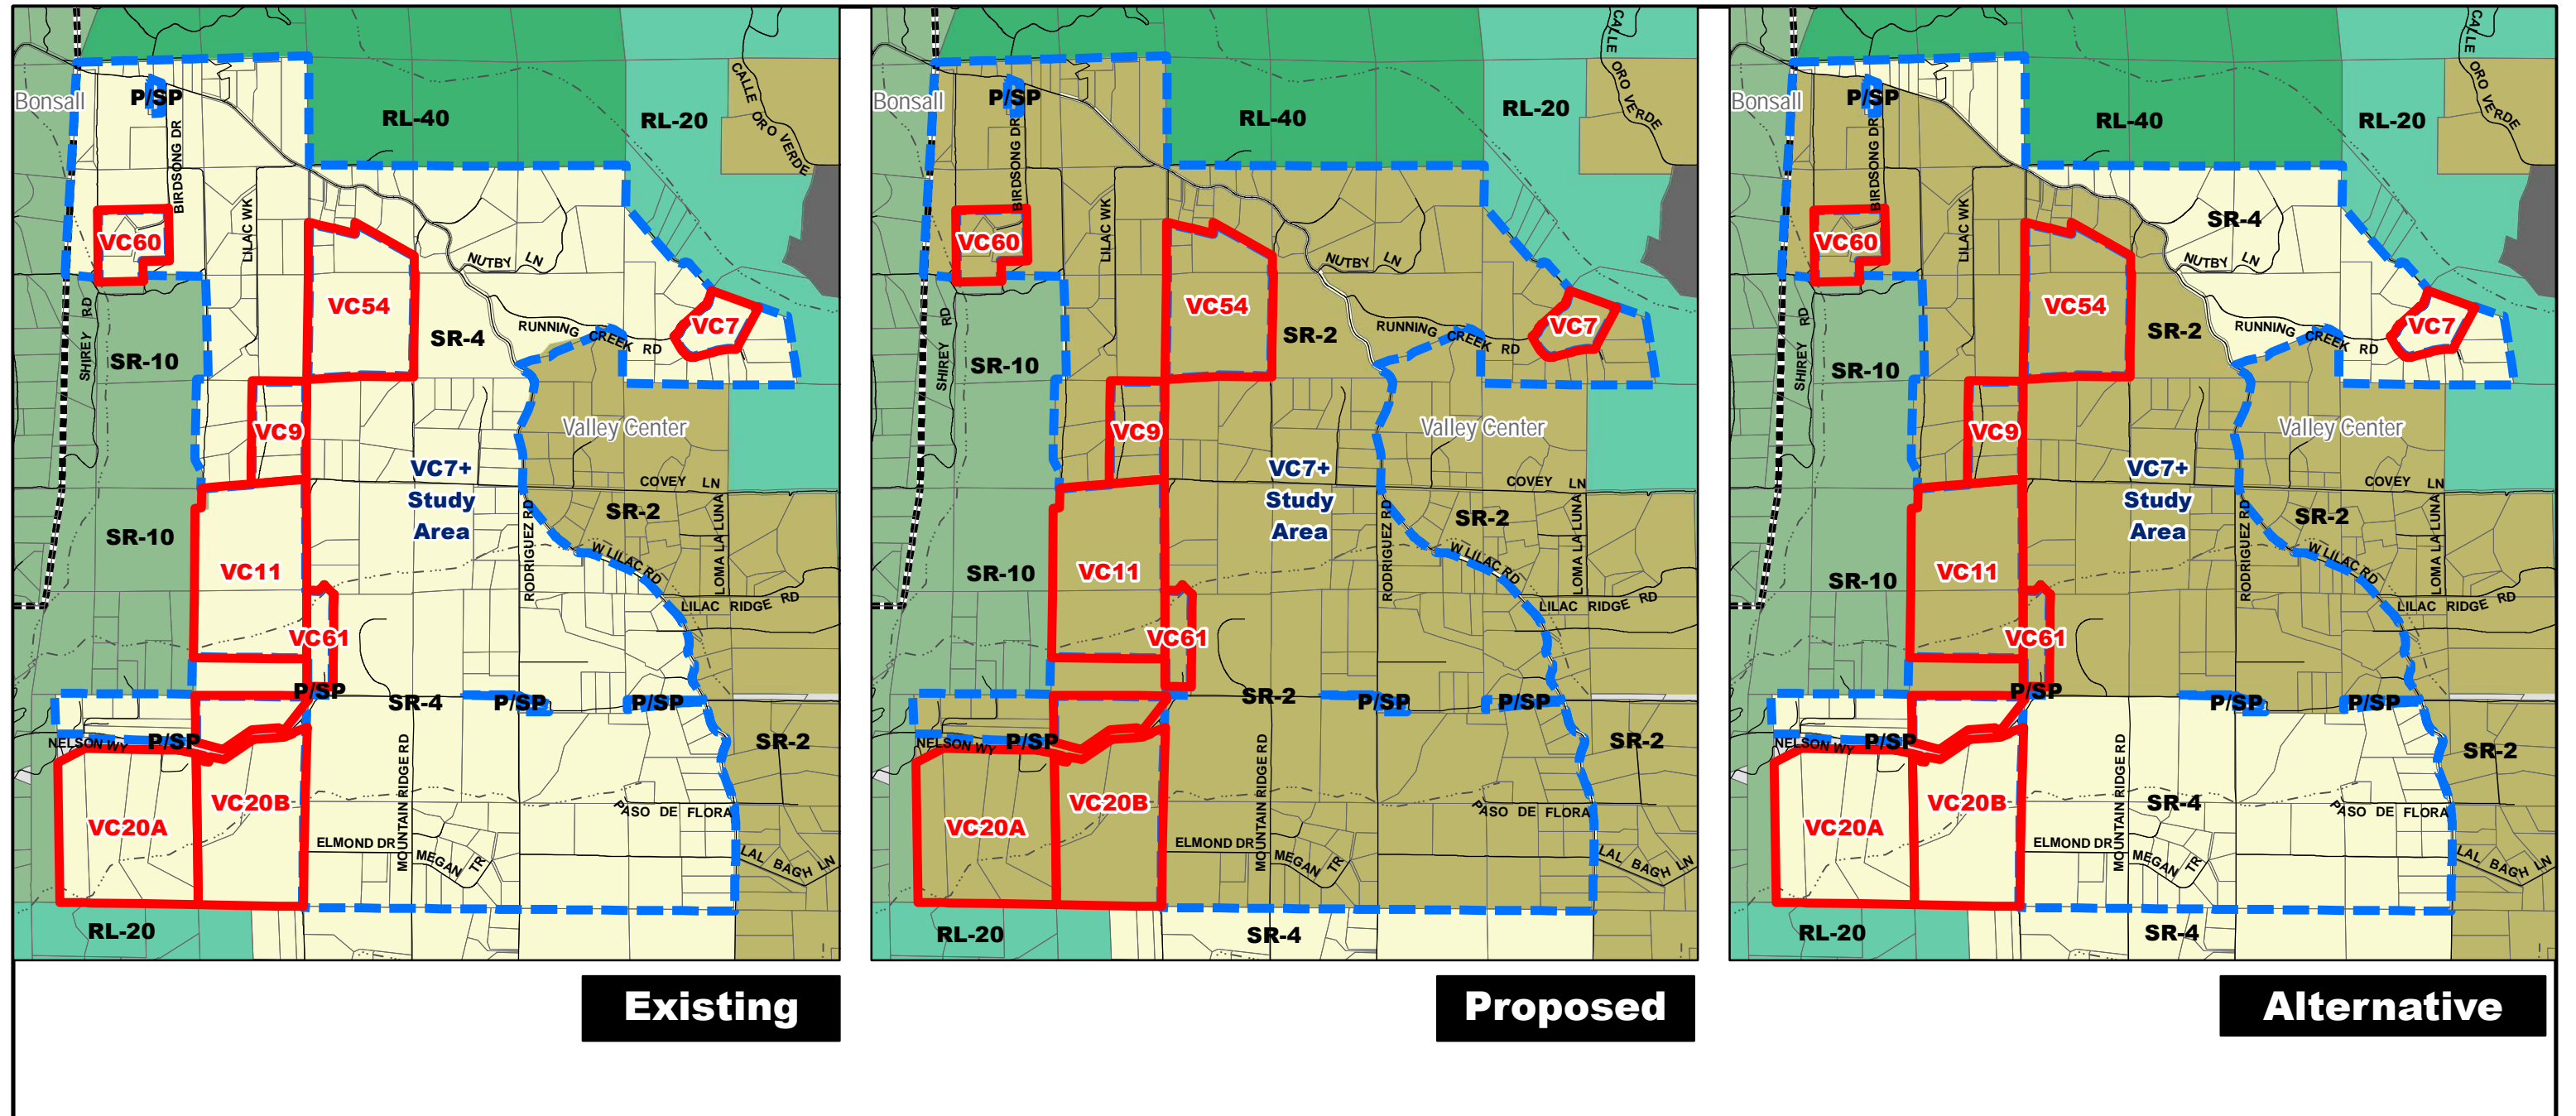 Bonsall
P/SP
BIRDSONG DR
RL-40
RL-20
CALLE ORO VERDE
LILAC WK
VC60
SHIREY RD
SR-10
VC54
SR-4
NUTBY LN
RUNNING CREEK RD
VC7
VC9
Valley Center
VC7+
Study
Area
COVEY LN
SR-2
RODRIGUEZ RD
LOMA LA LUNA
W LILAC RD
LILAC RIDGE RD
SR-10
VC11
VC61
P/SP
SR-4
P/SP
P/SP
NELSON WY
P/SP
SR-2
MOUNTAIN RIDGE RD
VC20A
VC20B
PASO DE FLORA
ELMOND DR
MEGAN TR
LAL BAGH LN
RL-20
Existing
Bonsall
P/SP
BIRDSONG DR
RL-40
RL-20
CALLE ORO VERDE
LILAC WK
VC60
SHIREY RD
SR-10
VC54
SR-2
NUTBY LN
RUNNING CREEK RD
VC7
VC9
Valley Center
VC7+
Study
Area
COVEY LN
SR-2
RODRIGUEZ RD
LOMA LA LUNA
W LILAC RD
LILAC RIDGE RD
SR-10
VC11
VC61
SR-2
P/SP
P/SP
NELSON WY
P/SP
SR-2
MOUNTAIN RIDGE RD
VC20A
VC20B
PASO DE FLORA
ELMOND DR
MEGAN TR
LAL BAGH LN
RL-20
SR-4
Proposed
Bonsall
P/SP
BIRDSONG DR
RL-40
RL-20
CALLE ORO VERDE
LILAC WK
VC60
SHIREY RD
SR-10
VC54
SR-2
SR-4
NUTBY LN
RUNNING CREEK RD
VC7
VC9
Valley Center
VC7+
Study
Area
COVEY LN
SR-2
RODRIGUEZ RD
LOMA LA LUNA
W LILAC RD
LILAC RIDGE RD
SR-10
VC11
VC61
P/SP
P/SP
P/SP
NELSON WY
P/SP
SR-2
MOUNTAIN RIDGE RD
VC20A
VC20B
SR-4
PASO DE FLORA
ELMOND DR
MEGAN TR
LAL BAGH LN
RL-20
SR-4
Alternative